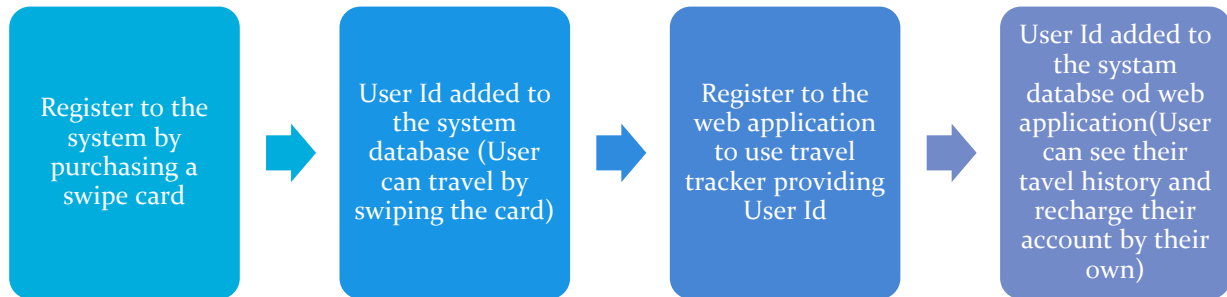 Register to the
system by
purchasing a
swipe card
User Id added to
the system
database (User
can travel by
swiping the card)
Register to the
web application
to use travel
tracker providing
User Id
User Id added to
the systam
databse od web
application(User
can see their
tavel history and
recharge their
account by their
own)